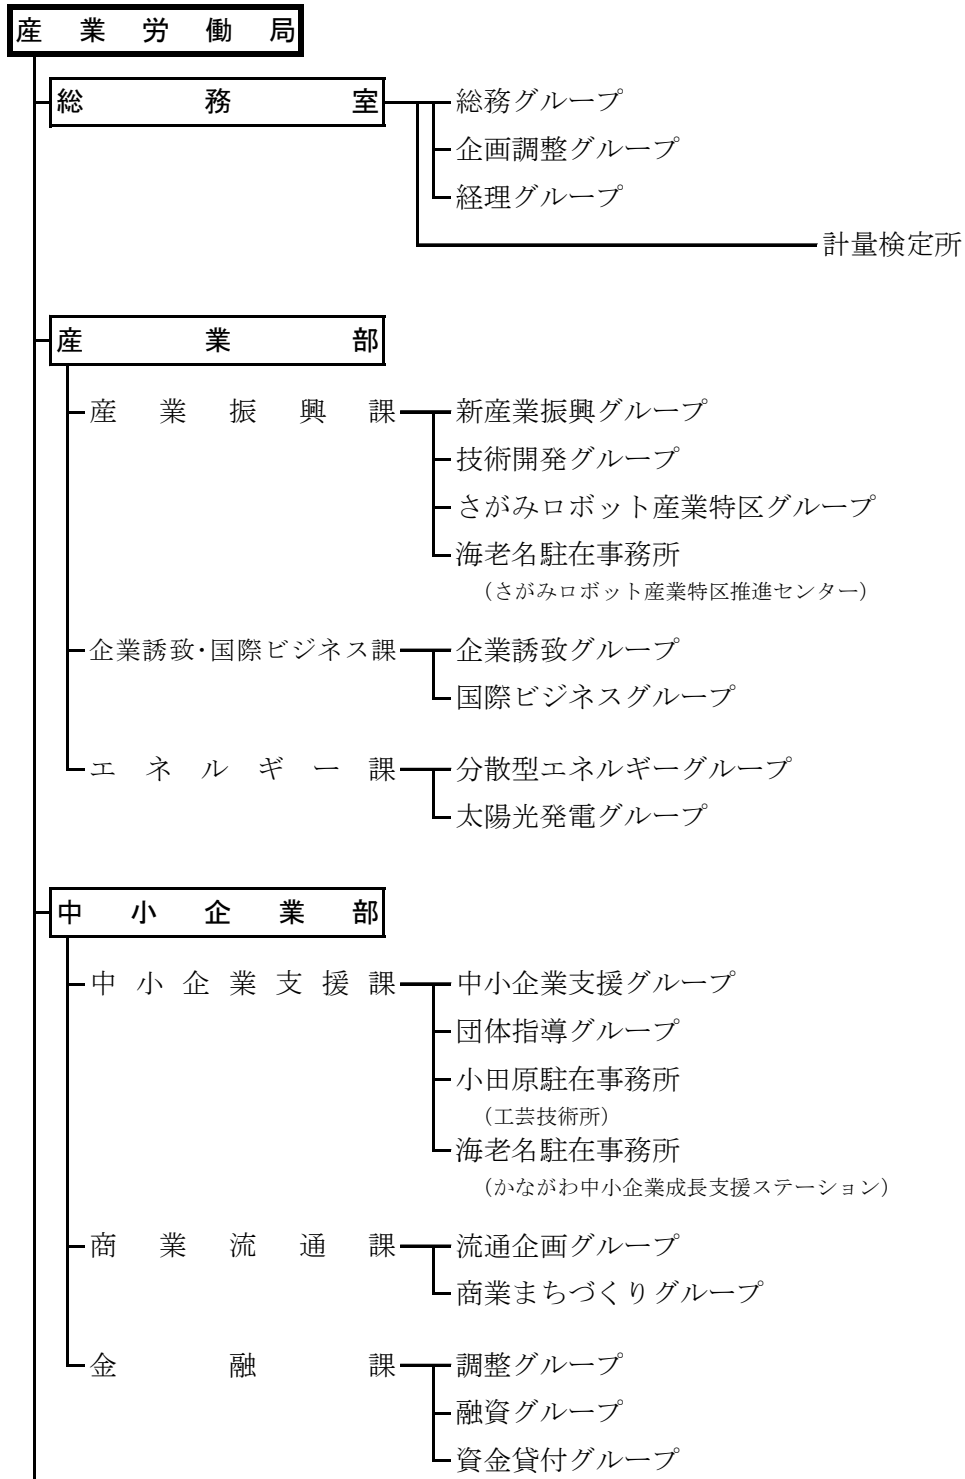 産業労働局
総務室 総務グループ
企画調整グループ
経理グループ
計量検定所
産業部
産業振興課 新産業振興グループ
技術開発グループ
さがみロボット産業特区グループ
海老名駐在事務所
（さがみロボット産業特区推進センター）
企業誘致・国際ビジネス課 企業誘致グループ
国際ビジネスグループ
エネルギー課 分散型エネルギーグループ
太陽光発電グループ
中小企業部
中小企業支援課 中小企業支援グループ
団体指導グループ
小田原駐在事務所
（工芸技術所）
海老名駐在事務所
（かながわ中小企業成長支援ステーション）
商業流通課 流通企画グループ
商業まちづくりグループ
金融課 調整グループ
融資グループ
資金貸付グループ